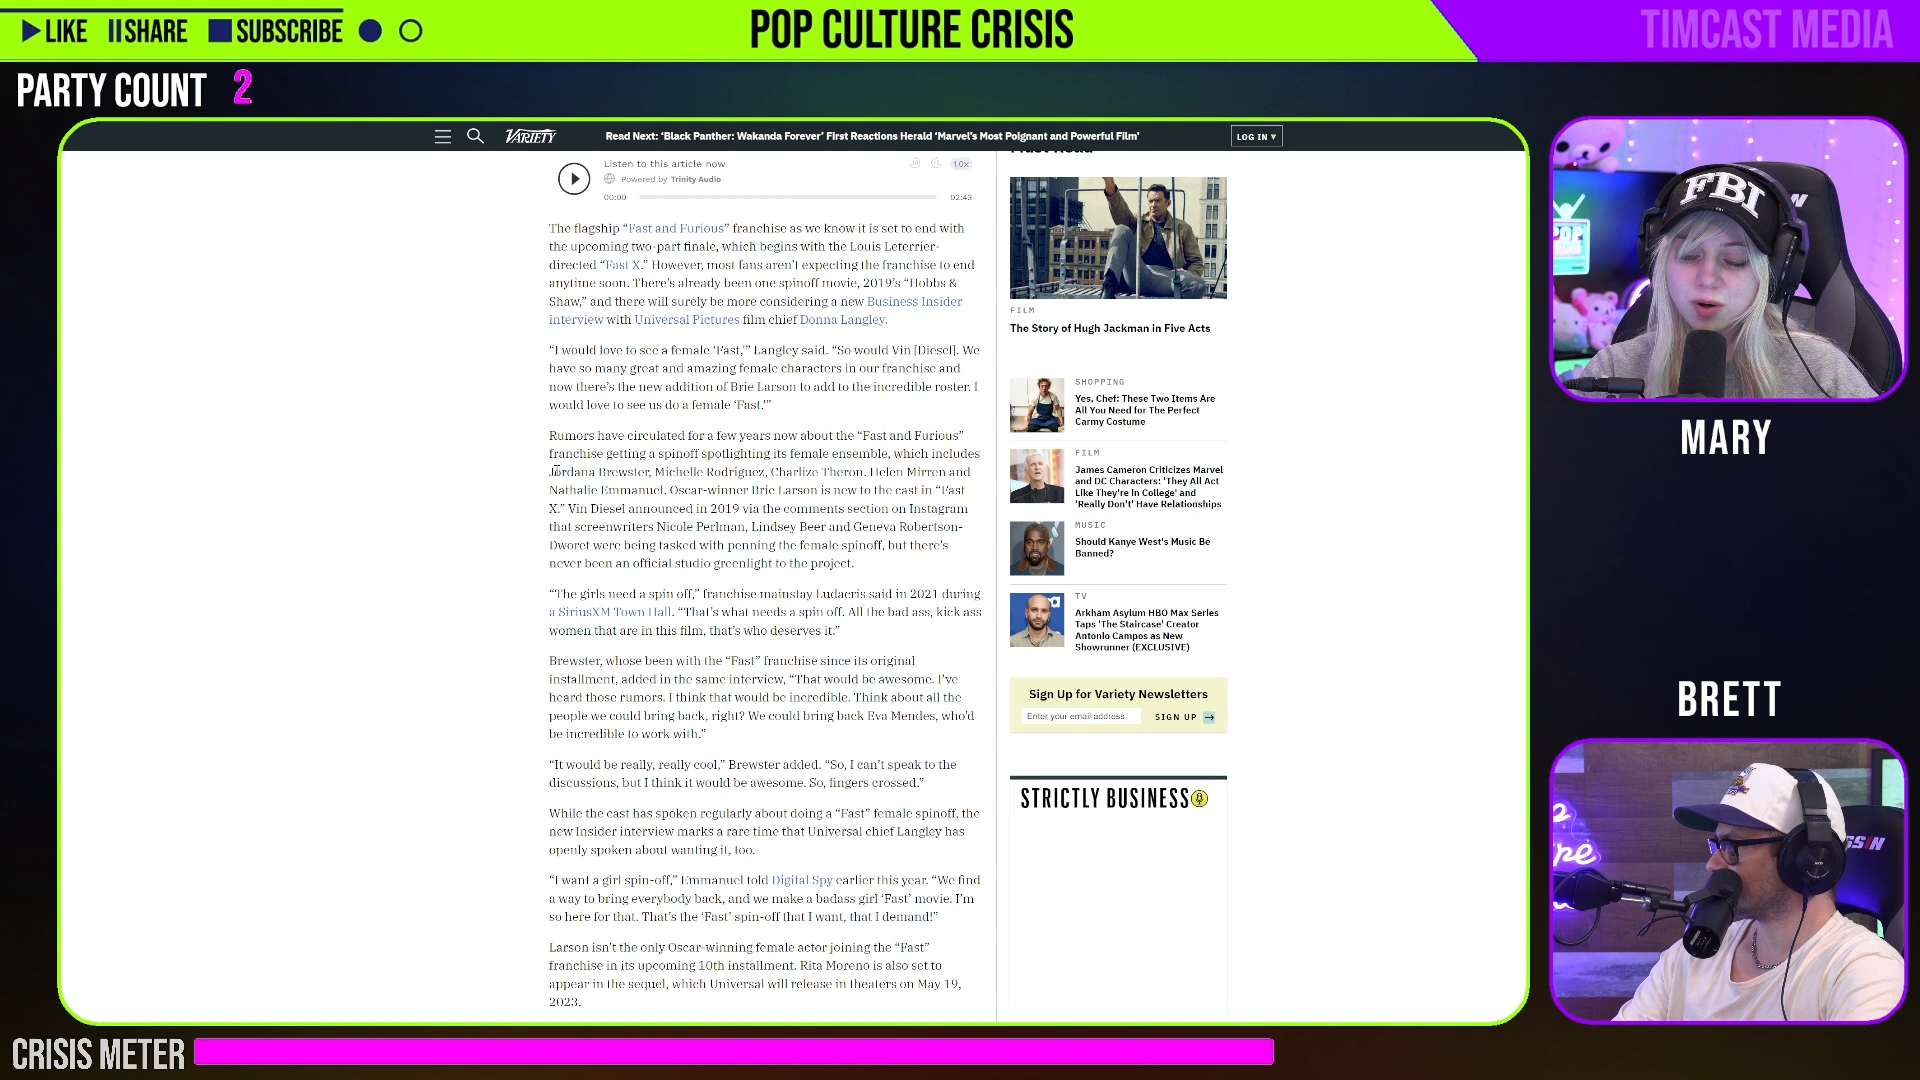 LIKE SHARE SUBSCRIBE
POP CULTURE CRISIS
TIMCAST MEDIA
PARTY COUNT 2
VARIETY
Read Next: ‘Black Panther: Wakanda Forever’ First Reactions Herald ‘Marvel’s Most Poignant and Powerful Film’
LOG IN ▾
Listen to this article now
1.0x
Powered by Trinity Audio
00:00
02:43
The flagship “Fast and Furious” franchise as we know it is set to end with
the upcoming two-part finale, which begins with the Louis Leterrier-
directed “Fast X.” However, most fans aren’t expecting the franchise to end
anytime soon. There’s already been one spinoff movie, 2019’s “Hobbs &
Shaw,” and there will surely be more considering a new Business Insider
interview with Universal Pictures film chief Donna Langley.
“I would love to see a female ‘Fast,’” Langley said. “So would Vin [Diesel]. We
have so many great and amazing female characters in our franchise and
now there’s the new addition of Brie Larson to add to the incredible roster. I
would love to see us do a female ‘Fast.’”
Rumors have circulated for a few years now about the “Fast and Furious”
franchise getting a spinoff spotlighting its female ensemble, which includes
Jordana Brewster, Michelle Rodriguez, Charlize Theron. Helen Mirren and
Nathalie Emmanuel. Oscar-winner Brie Larson is new to the cast in “Fast
X.” Vin Diesel announced in 2019 via the comments section on Instagram
that screenwriters Nicole Perlman, Lindsey Beer and Geneva Robertson-
Dworet were being tasked with penning the female spinoff, but there’s
never been an official studio greenlight to the project.
“The girls need a spin off,” franchise mainstay Ludacris said in 2021 during
a SiriusXM Town Hall. “That’s what needs a spin off. All the bad ass, kick ass
women that are in this film, that’s who deserves it.”
Brewster, whose been with the “Fast” franchise since its original
installment, added in the same interview, “That would be awesome. I’ve
heard those rumors. I think that would be incredible. Think about all the
people we could bring back, right? We could bring back Eva Mendes, who’d
be incredible to work with.”
“It would be really, really cool,” Brewster added. “So, I can’t speak to the
discussions, but I think it would be awesome. So, fingers crossed.”
While the cast has spoken regularly about doing a “Fast” female spinoff, the
new Insider interview marks a rare time that Universal chief Langley has
openly spoken about wanting it, too.
“I want a girl spin-off,” Emmanuel told Digital Spy earlier this year. “We find
a way to bring everybody back, and we make a badass girl ‘Fast’ movie. I’m
so here for that. That’s the ‘Fast’ spin-off that I want, that I demand!”
Larson isn’t the only Oscar-winning female actor joining the “Fast”
franchise in its upcoming 10th installment. Rita Moreno is also set to
appear in the sequel, which Universal will release in theaters on May 19,
2023.
FILM
The Story of Hugh Jackman in Five Acts
SHOPPING
Yes, Chef: These Two Items Are
All You Need for The Perfect
Carmy Costume
FILM
James Cameron Criticizes Marvel
and DC Characters: 'They All Act
Like They're in College' and
'Really Don't' Have Relationships
MUSIC
Should Kanye West's Music Be
Banned?
TV
Arkham Asylum HBO Max Series
Taps 'The Staircase' Creator
Antonio Campos as New
Showrunner (EXCLUSIVE)
Sign Up for Variety Newsletters
Enter your email address
SIGN UP →
STRICTLY BUSINESS
FBI
POP
MARY
BRETT
CRISIS METER